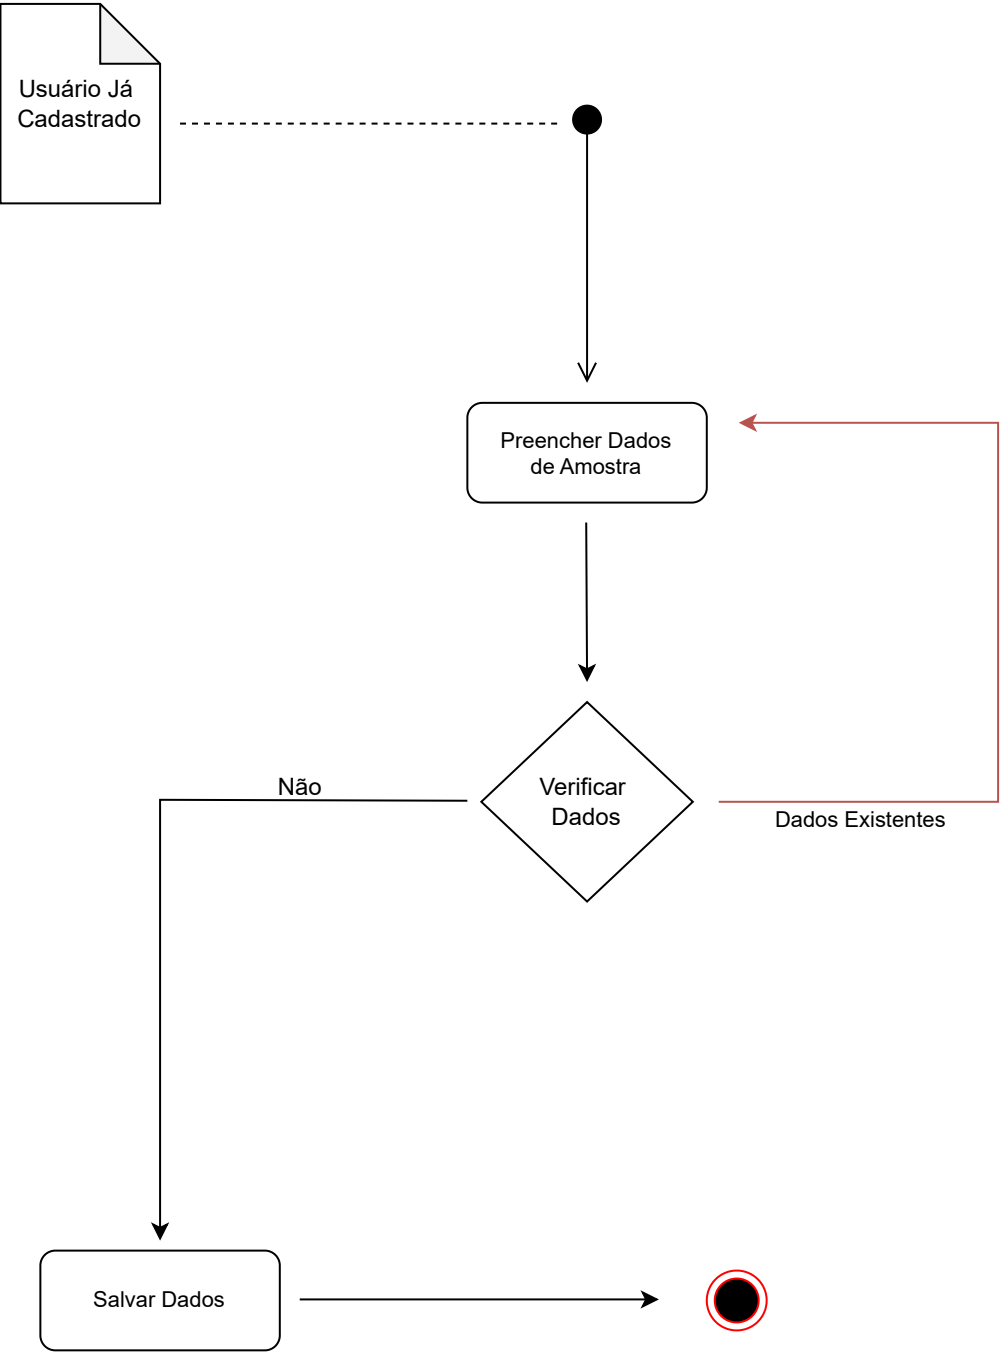 Usuário Já
Cadastrado
Preencher Dados
de Amostra
Não
Verificar
Dados
Dados Existentes
Salvar Dados